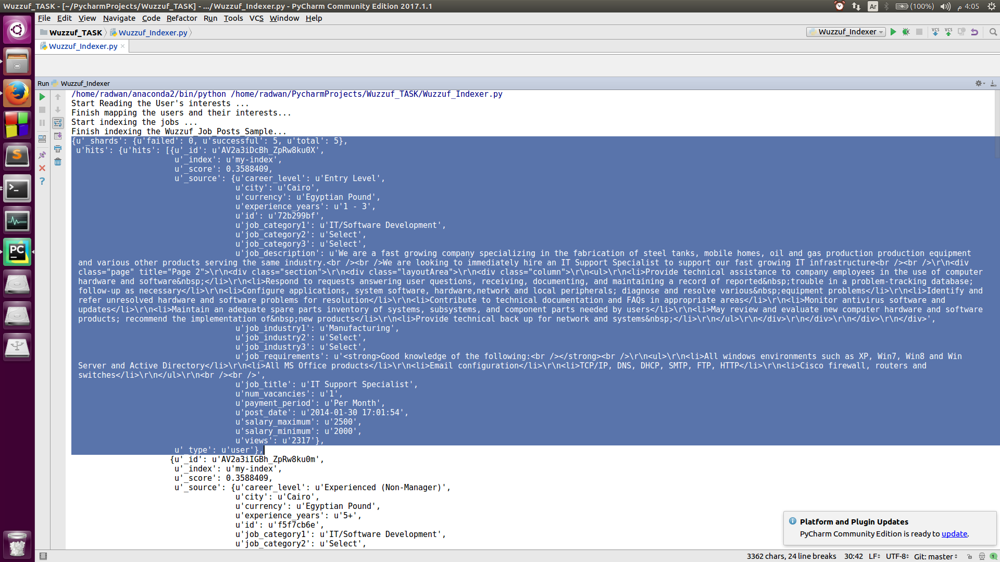 Wuzzuf_TASK - [~/PycharmProjects/Wuzzuf_TASK] - .../Wuzzuf_Indexer.py - PyCharm Community Edition 2017.1.1
Ar (100%) 4:05 م
File Edit View Navigate Code Refactor Run Tools VCS Window Help
Wuzzuf_TASK Wuzzuf_Indexer.py Wuzzuf_Indexer VCS VCS
Wuzzuf_Indexer.py
Run Wuzzuf_Indexer
/home/radwan/anaconda2/bin/python /home/radwan/PycharmProjects/Wuzzuf_TASK/Wuzzuf_Indexer.py
Start Reading the User's interests ...
Finish mapping the users and their interests...
Start indexing the jobs ...
Finish indexing the Wuzzuf_Job_Posts_Sample...
{u'_shards': {u'failed': 0, u'successful': 5, u'total': 5},
u'hits': {u'hits': [{u'_id': u'AV2a3iDcBh_ZpRw8ku0X',
u'_index': u'my-index',
u'_score': 0.3588409,
u'_source': {u'career_level': u'Entry Level',
u'city': u'Cairo',
u'currency': u'Egyptian Pound',
u'experience_years': u'1 - 3',
u'id': u'72b299bf',
u'job_category1': u'IT/Software Development',
u'job_category2': u'Select',
u'job_category3': u'Select',
u'job_description': u'We are a fast growing company specializing in the fabrication of steel tanks, mobile homes, oil and gas production production equipment
and various other products serving the same industry.<br /><br />We are looking to immediately hire an IT Support Specialist to support our fast growing IT infrastructure<br /><br />\r\n<div
class="page" title="Page 2">\r\n<div class="section">\r\n<div class="layoutArea">\r\n<div class="column">\r\n<ul>\r\n<li>Provide technical assistance to company employees in the use of computer
hardware and software&nbsp;</li>\r\n<li>Respond to requests answering user questions, receiving, documenting, and maintaining a record of reported&nbsp;trouble in a problem-tracking database;
follow-up as necessary</li>\r\n<li>Configure applications, system software, hardware,network and local peripherals; diagnose and resolve various&nbsp;equipment problems</li>\r\n<li>Identify and
refer unresolved hardware and software problems for resolution</li>\r\n<li>Contribute to technical documentation and FAQs in appropriate areas</li>\r\n<li>Monitor antivirus software and
updates</li>\r\n<li>Maintain an adequate spare parts inventory of systems, subsystems, and component parts needed by users</li>\r\n<li>May review and evaluate new computer hardware and software
products; recommend the implementation of&nbsp;new products</li>\r\n<li>Provide technical back up for network and systems&nbsp;</li>\r\n</ul>\r\n</div>\r\n</div>\r\n</div>\r\n</div>',
u'job_industry1': u'Manufacturing',
u'job_industry2': u'Select',
u'job_industry3': u'Select',
u'job_requirements': u'<strong>Good knowledge of the following:<br /></strong><br />\r\n<ul>\r\n<li>All windows environments such as XP, Win7, Win8 and Win
Server and Active Directory</li>\r\n<li>All MS Office products</li>\r\n<li>Email configuration</li>\r\n<li>TCP/IP, DNS, DHCP, SMTP, FTP, HTTP</li>\r\n<li>Cisco firewall, routers and
switches</li>\r\n</ul>\r\n<br /><br />',
u'job_title': u'IT Support Specialist',
u'num_vacancies': u'1',
u'payment_period': u'Per Month',
u'post_date': u'2014-01-30 17:01:54',
u'salary_maximum': u'2500',
u'salary_minimum': u'2000',
u'views': u'2317'},
u'_type': u'user'},
{u'_id': u'AV2a3iIGBh_ZpRw8ku0m',
u'_index': u'my-index',
u'_score': 0.3588409,
u'_source': {u'career_level': u'Experienced (Non-Manager)',
u'city': u'Cairo',
u'currency': u'Egyptian Pound',
u'experience_years': u'5+',
u'id': u'f5f7cb6e',
u'job_category1': u'IT/Software Development',
u'job_category2': u'Select',
Platform and Plugin Updates
PyCharm Community Edition is ready to update.
3362 chars, 24 line breaks 30:42 LF UTF-8 Git: master 1